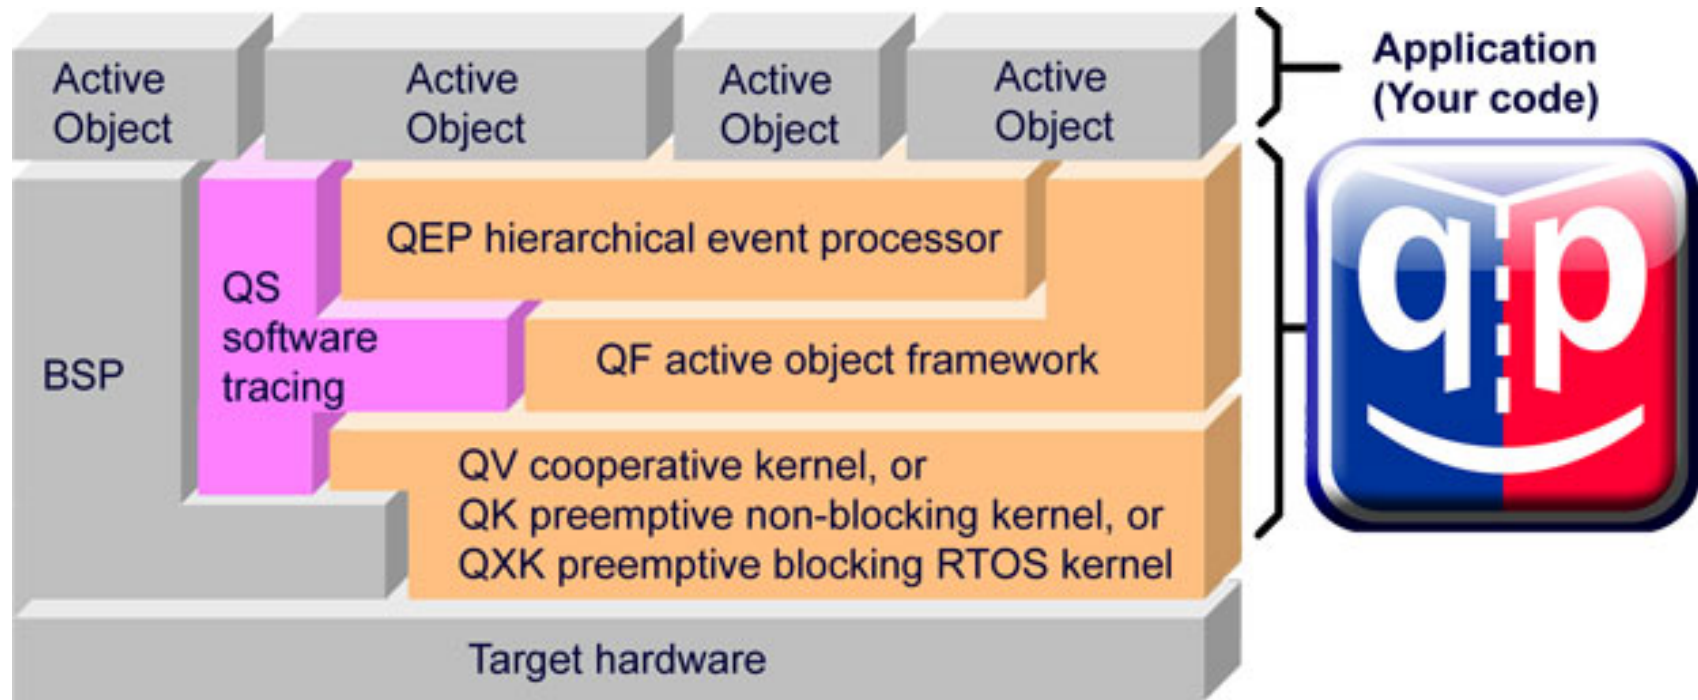 Active
Object
Active
Object
Active
Object
Active
Object
Application
(Your code)
QEP hierarchical event processor
QS
software
tracing
BSP
QF active object framework
qp
QV cooperative kernel, or
QK preemptive non-blocking kernel, or
QXK preemptive blocking RTOS kernel
Target hardware